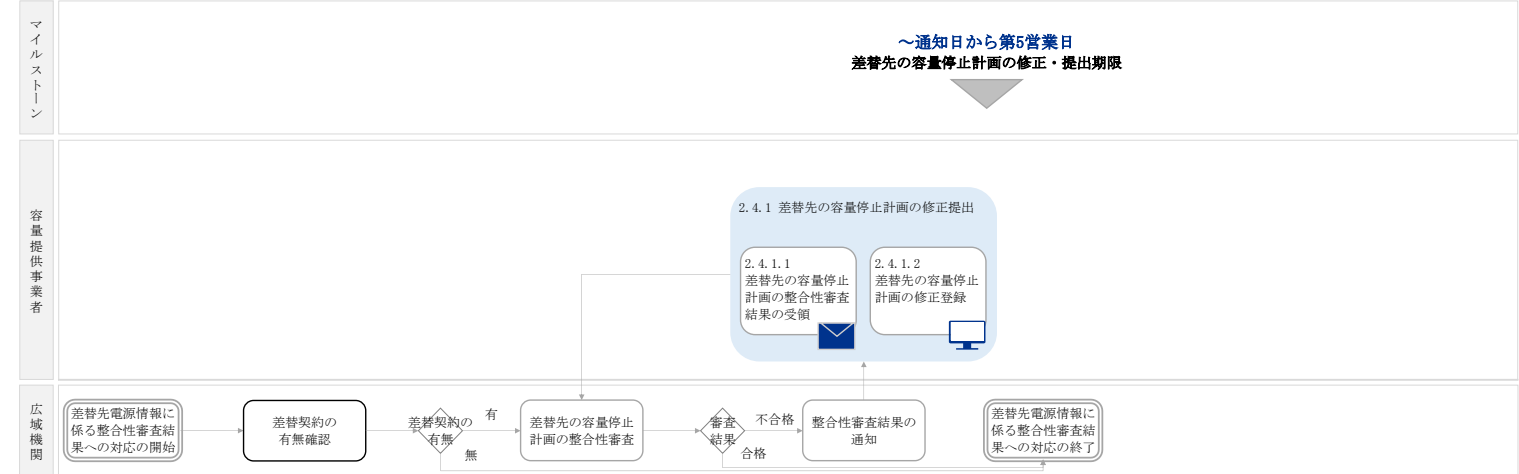 マイルストーン
～通知日から第5営業日
差替先の容量停止計画の修正・提出期限
容量提供事業者
2.4.1 差替先の容量停止計画の修正提出
2.4.1.1
差替先の容量停止
計画の整合性審査
結果の受領
2.4.1.2
差替先の容量停止
計画の修正登録
広域機関
差替先電源情報に
係る整合性審査結
果への対応の開始
差替契約の
有無確認
差替契約の
有無
有
無
差替先の容量停止
計画の整合性審査
審査
結果
不合格
合格
整合性審査結果の
通知
差替先電源情報に
係る整合性審査結
果への対応の終了